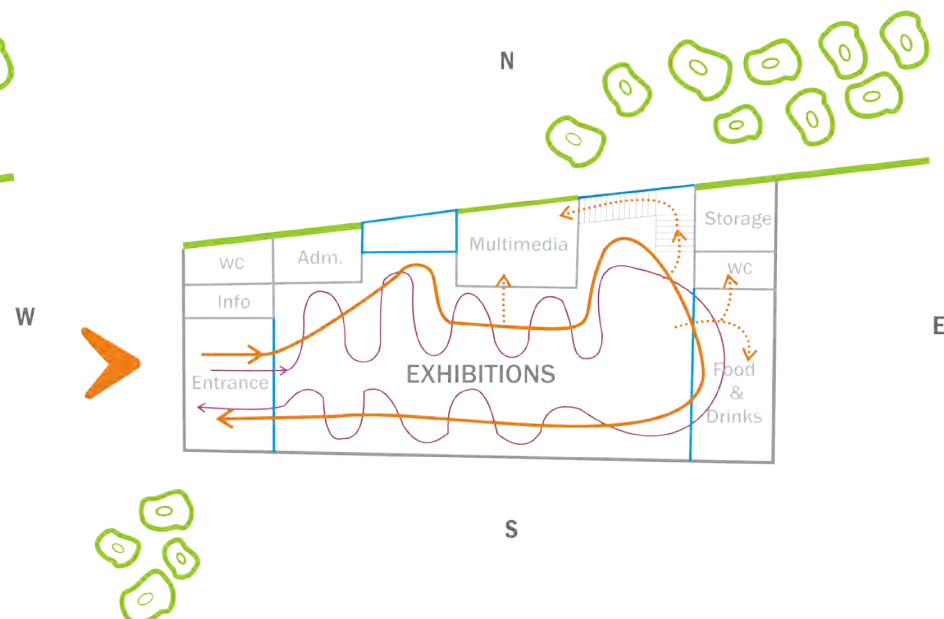 N
Storage
Multimedia
Adm.
WC
WC
Info
W
E
Entrance
EXHIBITIONS
Food
&
Drinks
S